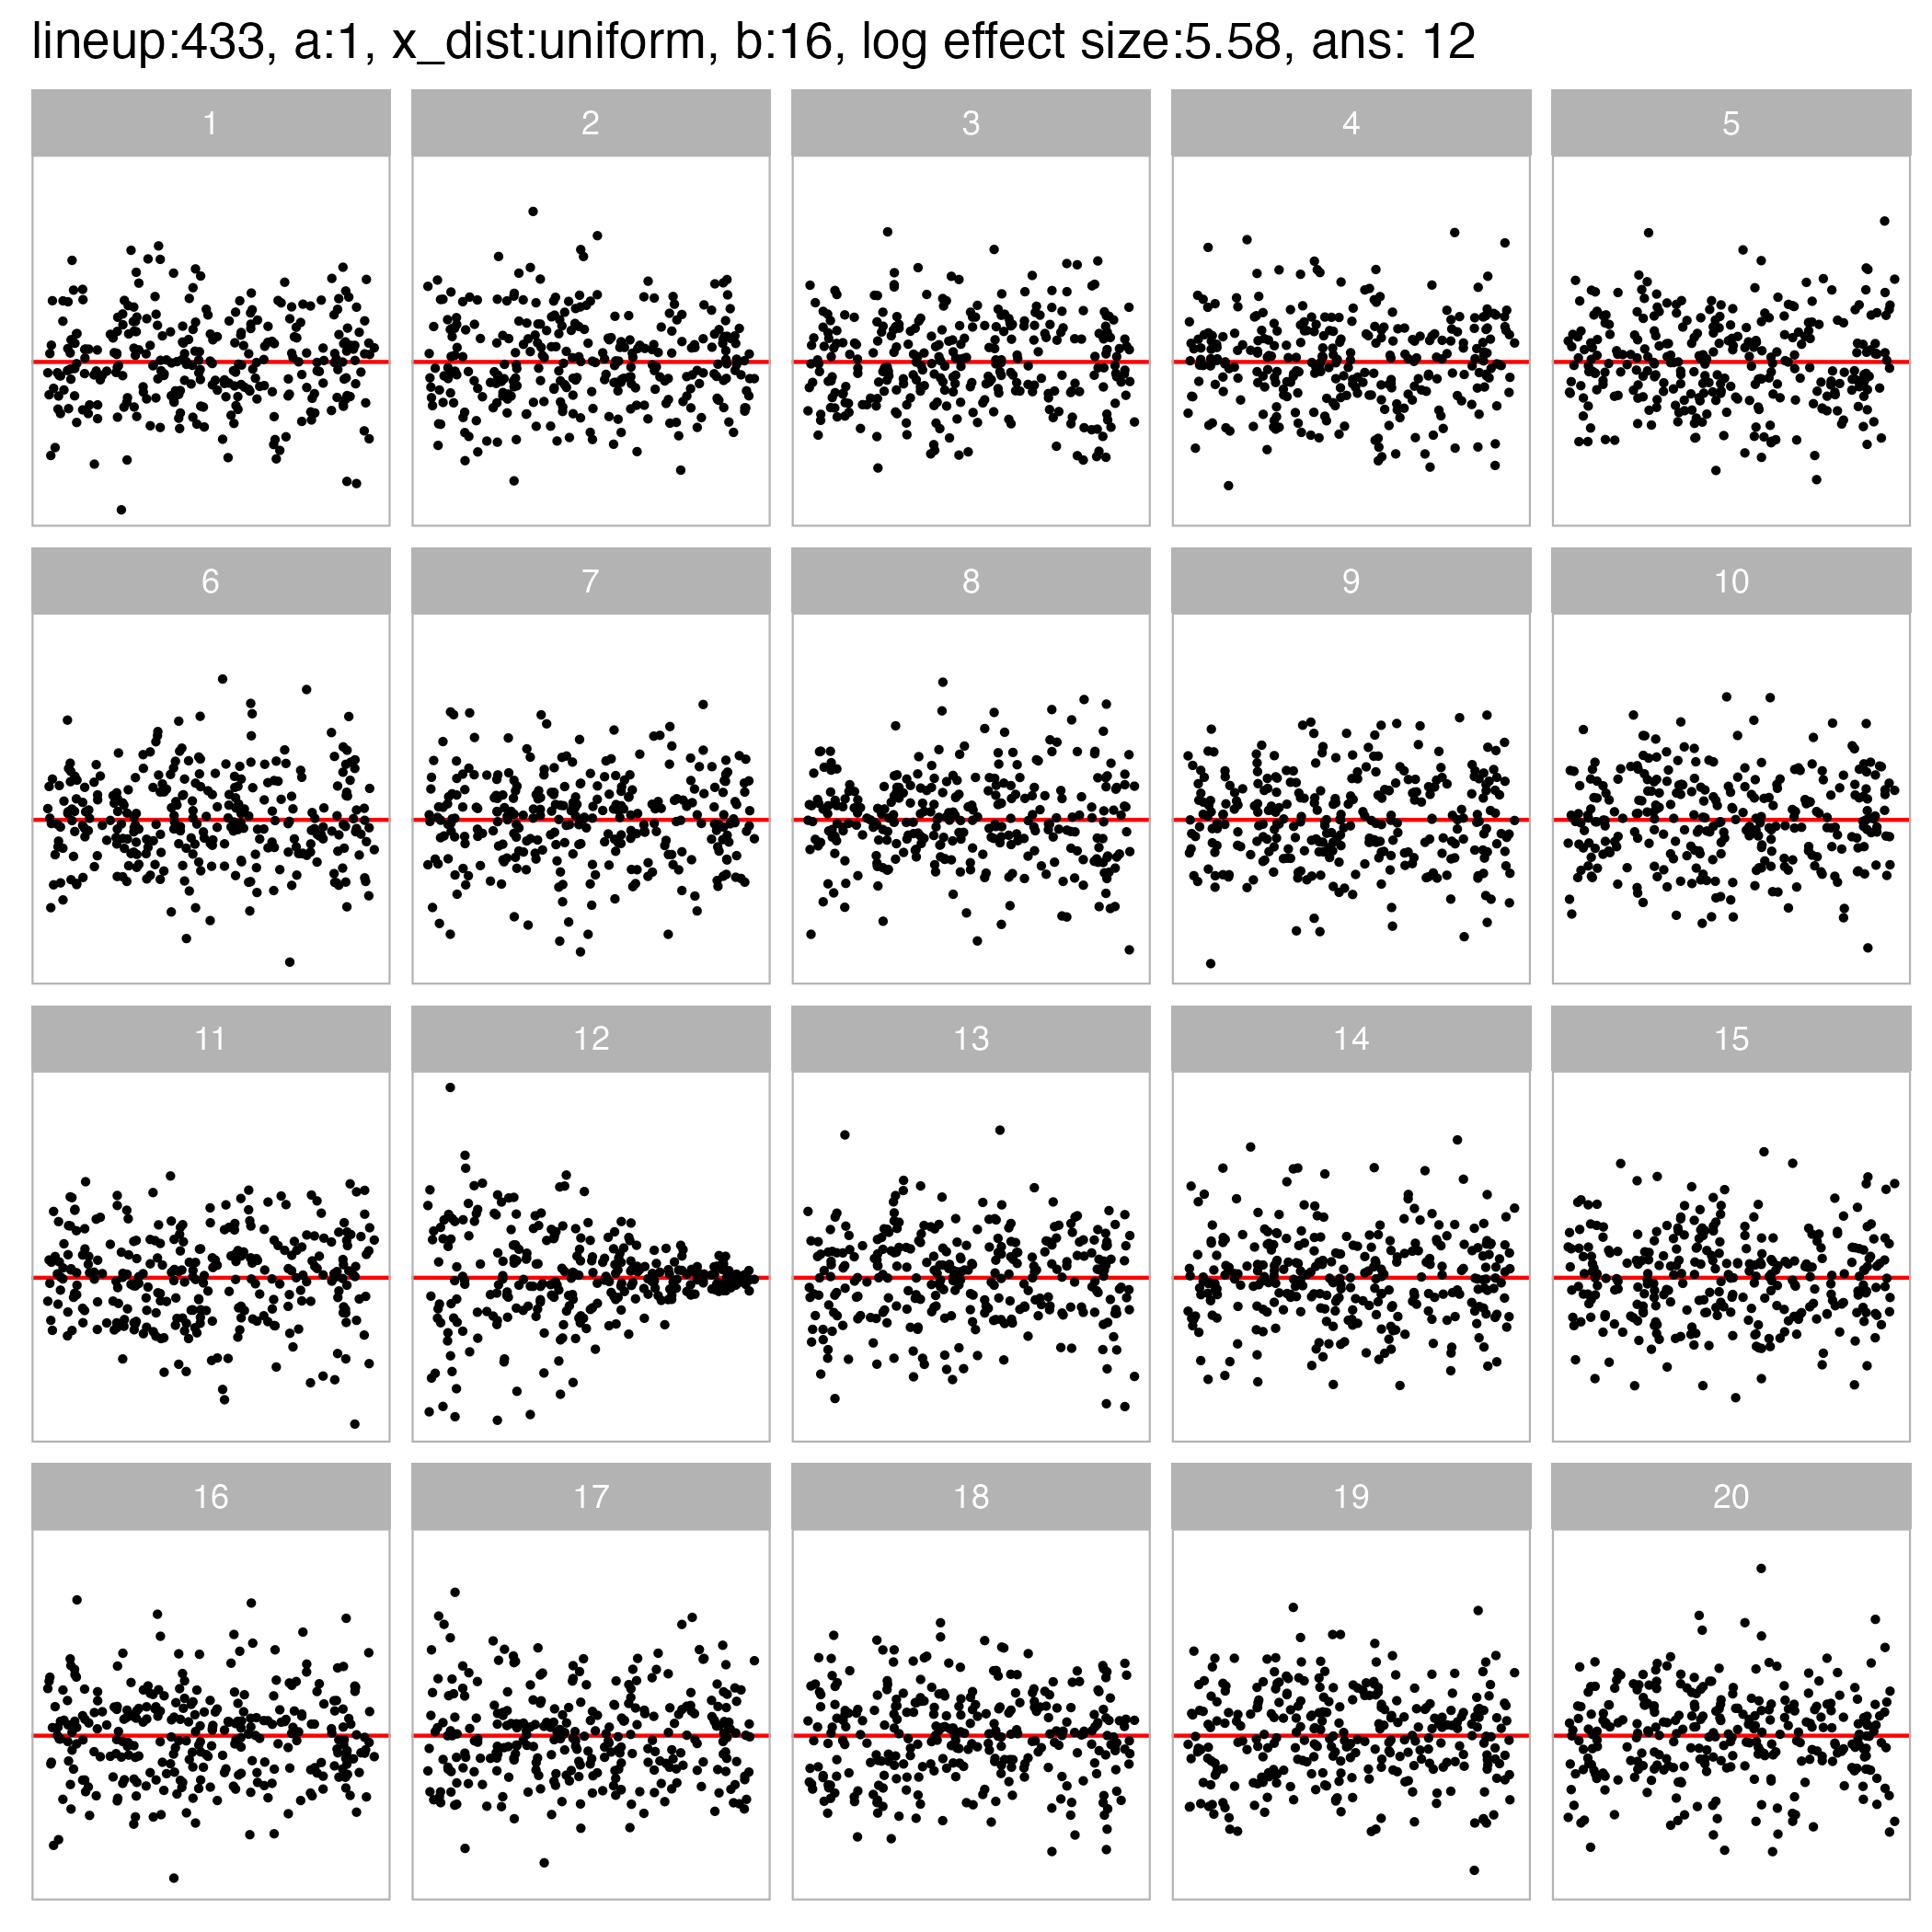 lineup:433, a:1, x_dist:uniform, b:16, log effect size:5.58, ans: 12
1 2 3 4 5
6 7 8 9 10
11 12 13 14 15
16 17 18 19 20